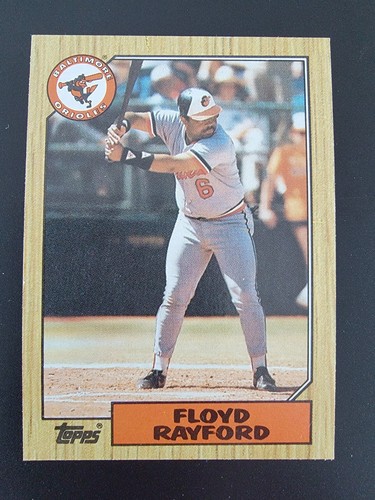 BALTIMORE
ORIOLES
6
topps®
FLOYD
RAYFORD